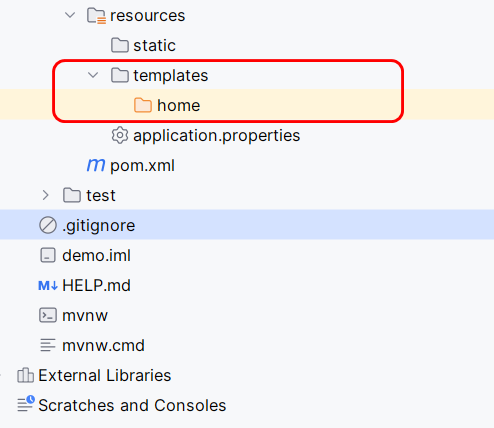 resources
static
templates
home
application.properties
m pom.xml
test
.gitignore
demo.iml
M↓ HELP.md
mvnw
mvnw.cmd
External Libraries
Scratches and Consoles